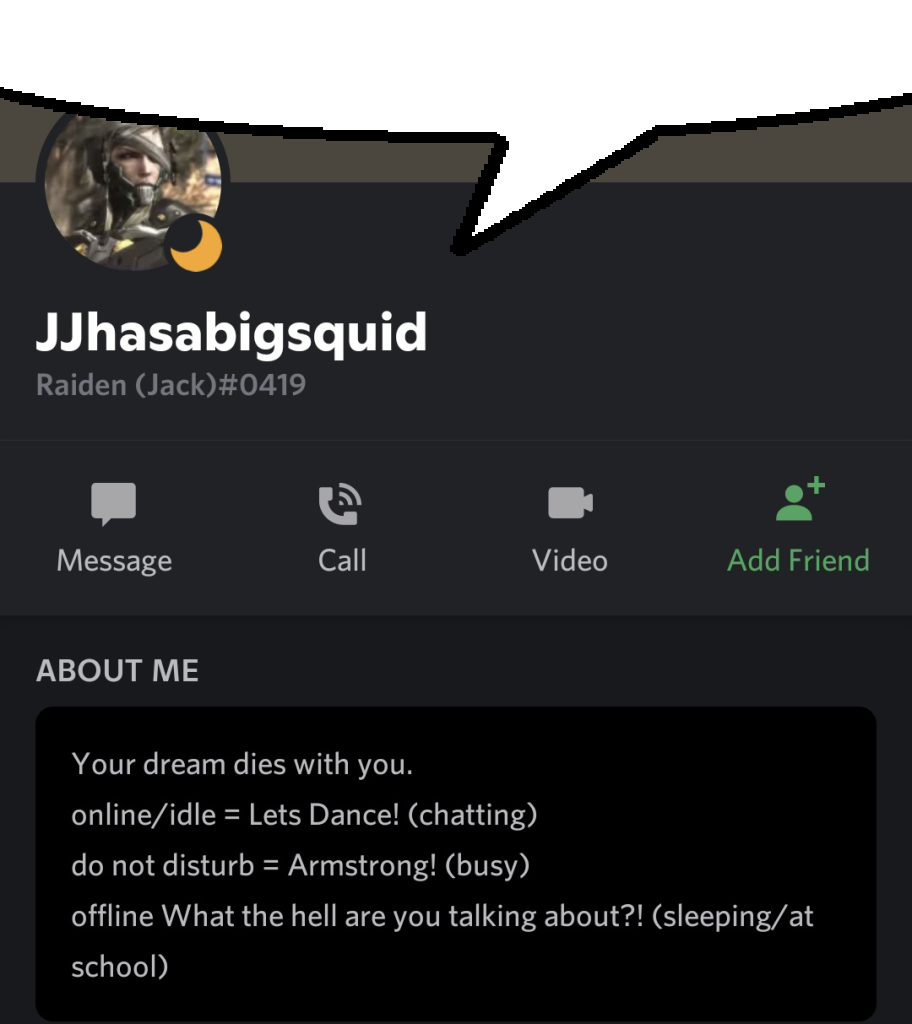 JJhasabigsquid
Raiden (Jack)#0419
Message
Call
Video
Add Friend
ABOUT ME
Your dream dies with you.
online/idle = Lets Dance! (chatting)
do not disturb = Armstrong! (busy)
offline What the hell are you talking about?! (sleeping/at
school)